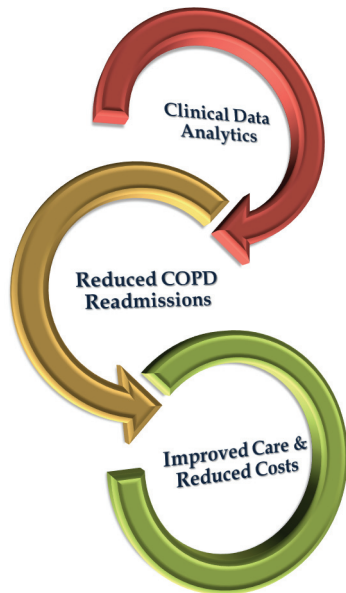 Clinical Data
Analytics
Reduced COPD
Readmissions
Improved Care &
Reduced Costs